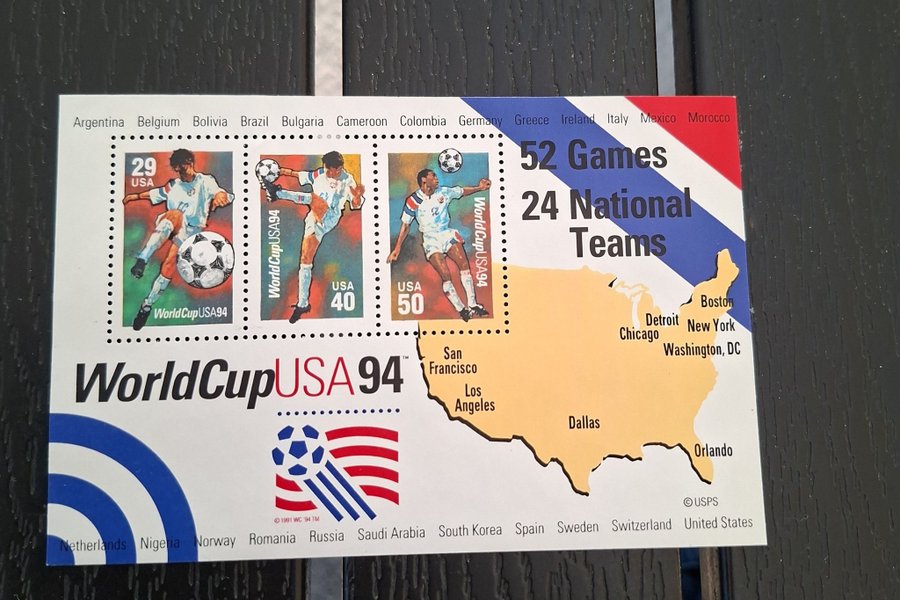 Argentina Belgium Bolivia Brazil Bulgaria Cameroon Colombia Germany Greece Ireland Italy Mexico Morocco
29
USA
WorldCupUSA94
WorldCupUSA94
USA
40
WorldCupUSA94
USA
50
52 Games
24 National
Teams
Boston
Detroit
New York
Chicago
Washington, DC
San
Francisco
Los
Angeles
Dallas
Orlando
WorldCupUSA94™
© 1991 WC '94 TM
© USPS
Netherlands Nigeria Norway Romania Russia Saudi Arabia South Korea Spain Sweden Switzerland United States